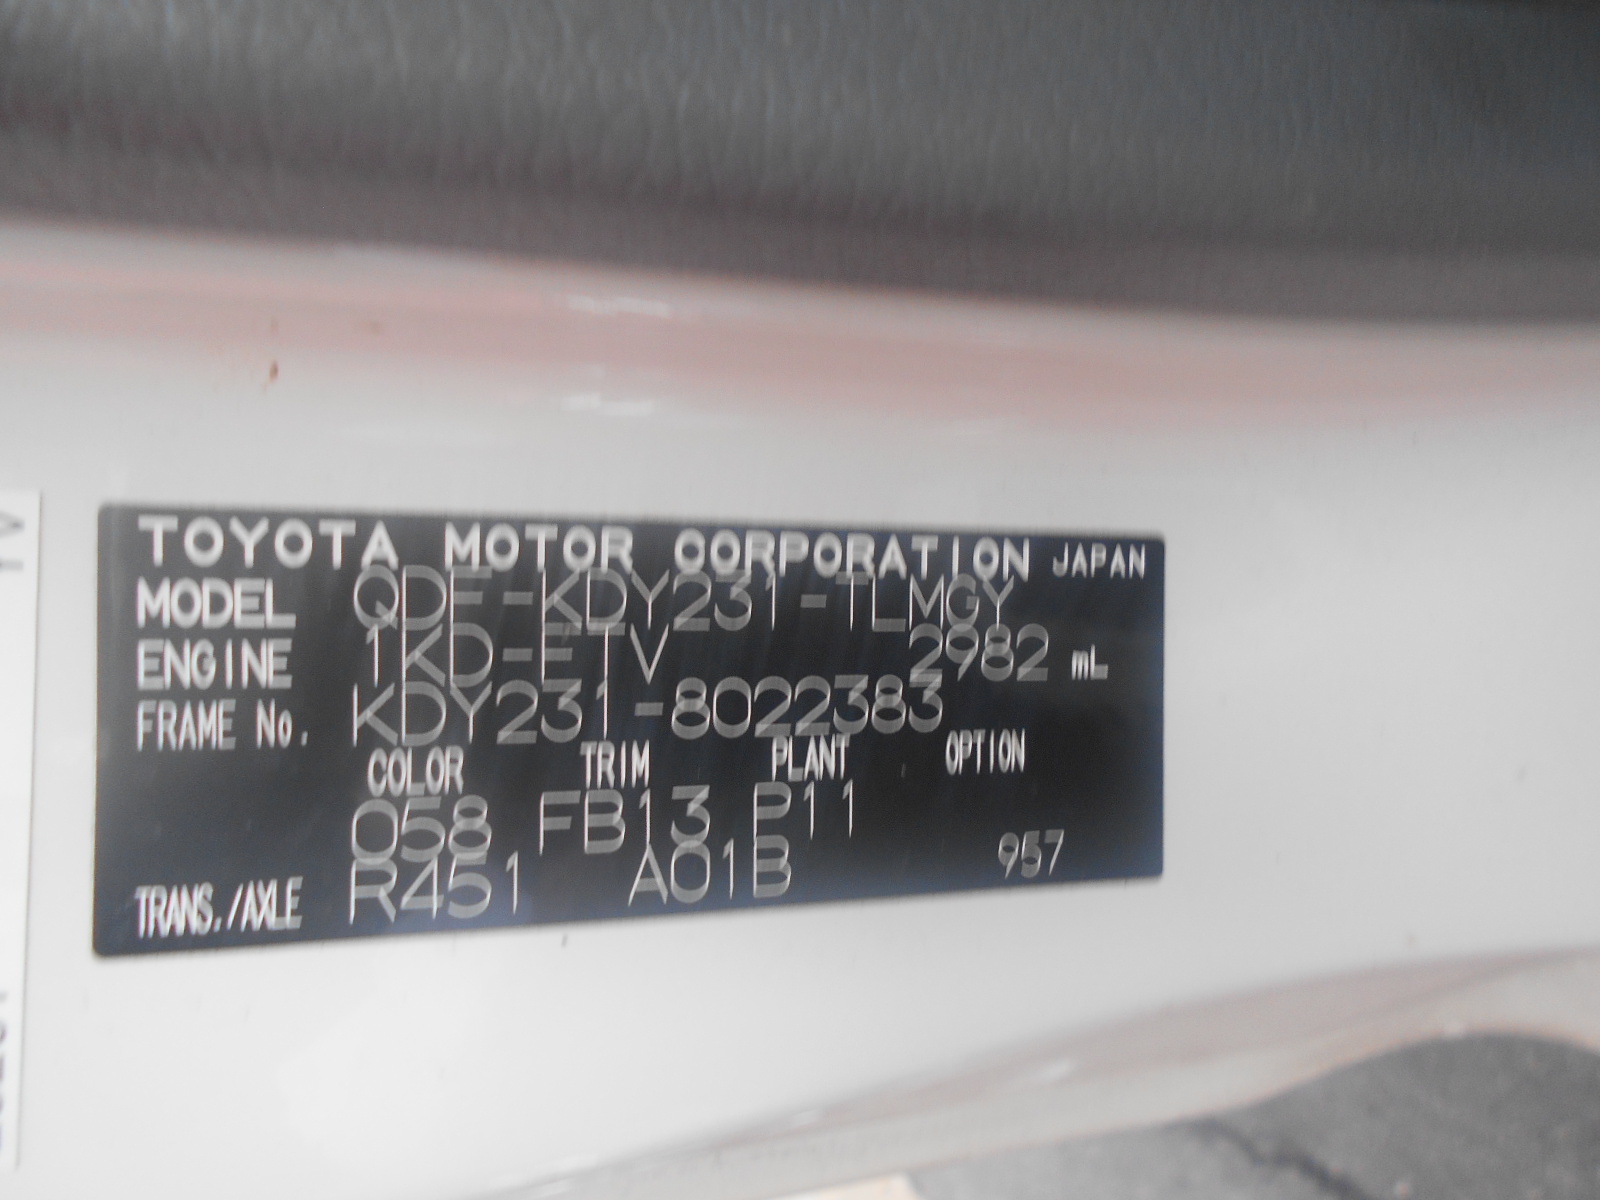 TOYOTA MOTOR CORPORATION JAPAN
MODEL QDF-KDY231-TLMGY
ENGINE 1KD-FTV 2982 mL
FRAME No. KDY231-8022383
COLOR TRIM PLANT OPTION
058 FB13 P11
TRANS./AXLE R451 A01B 957